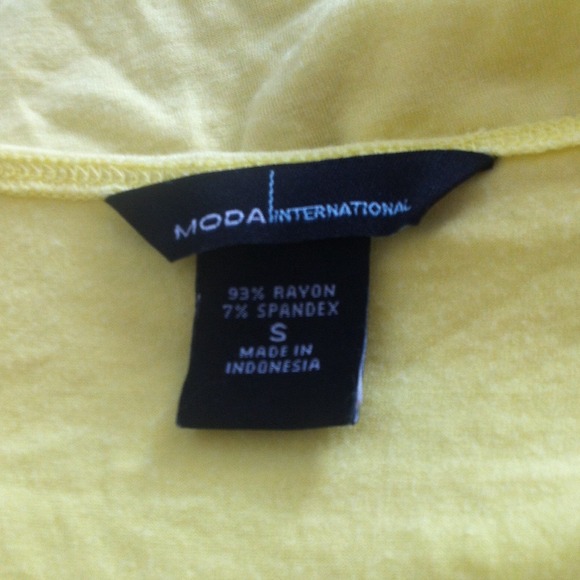 MODA INTERNATIONAL
93% RAYON
7% SPANDEX
S
MADE IN
INDONESIA